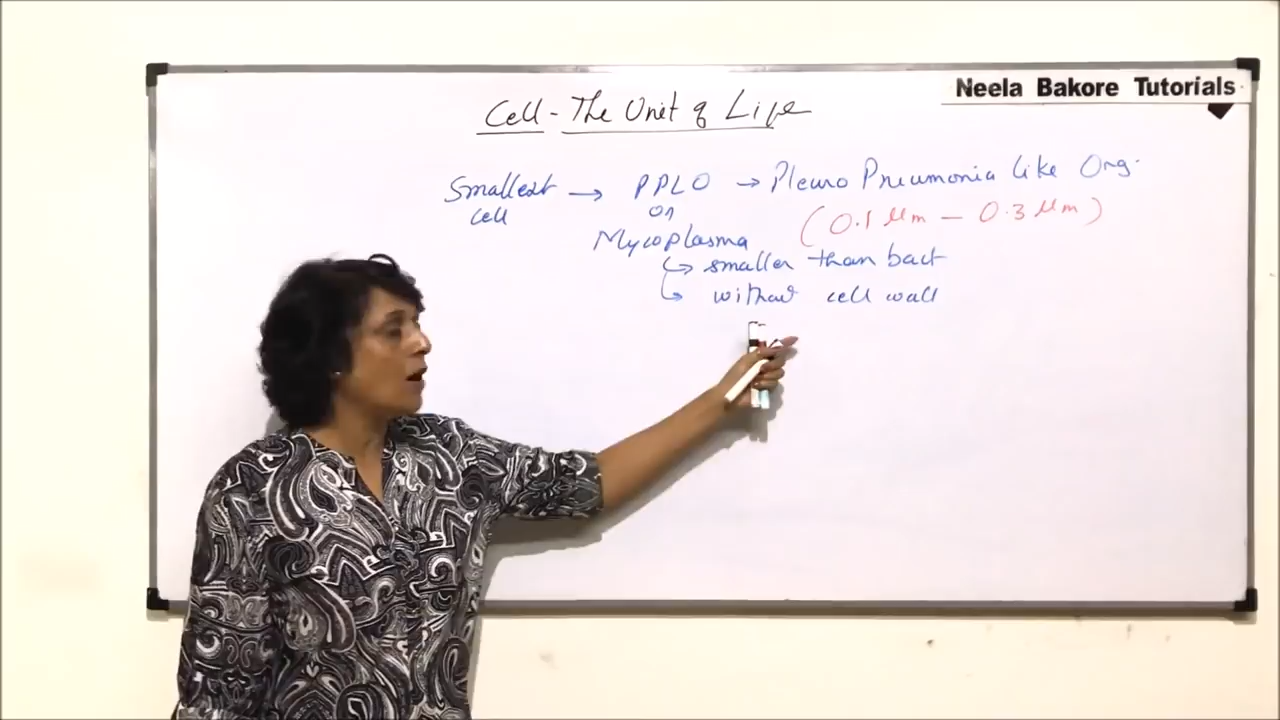 Neela Bakore Tutorials
Cell - The Unit of Life
Smallest cell → PPLO → Pleuro Pneumonia like Org.
or
Mycoplasma
(0.1 μm - 0.3 μm)
↳ smaller than bact
↳ without cell wall